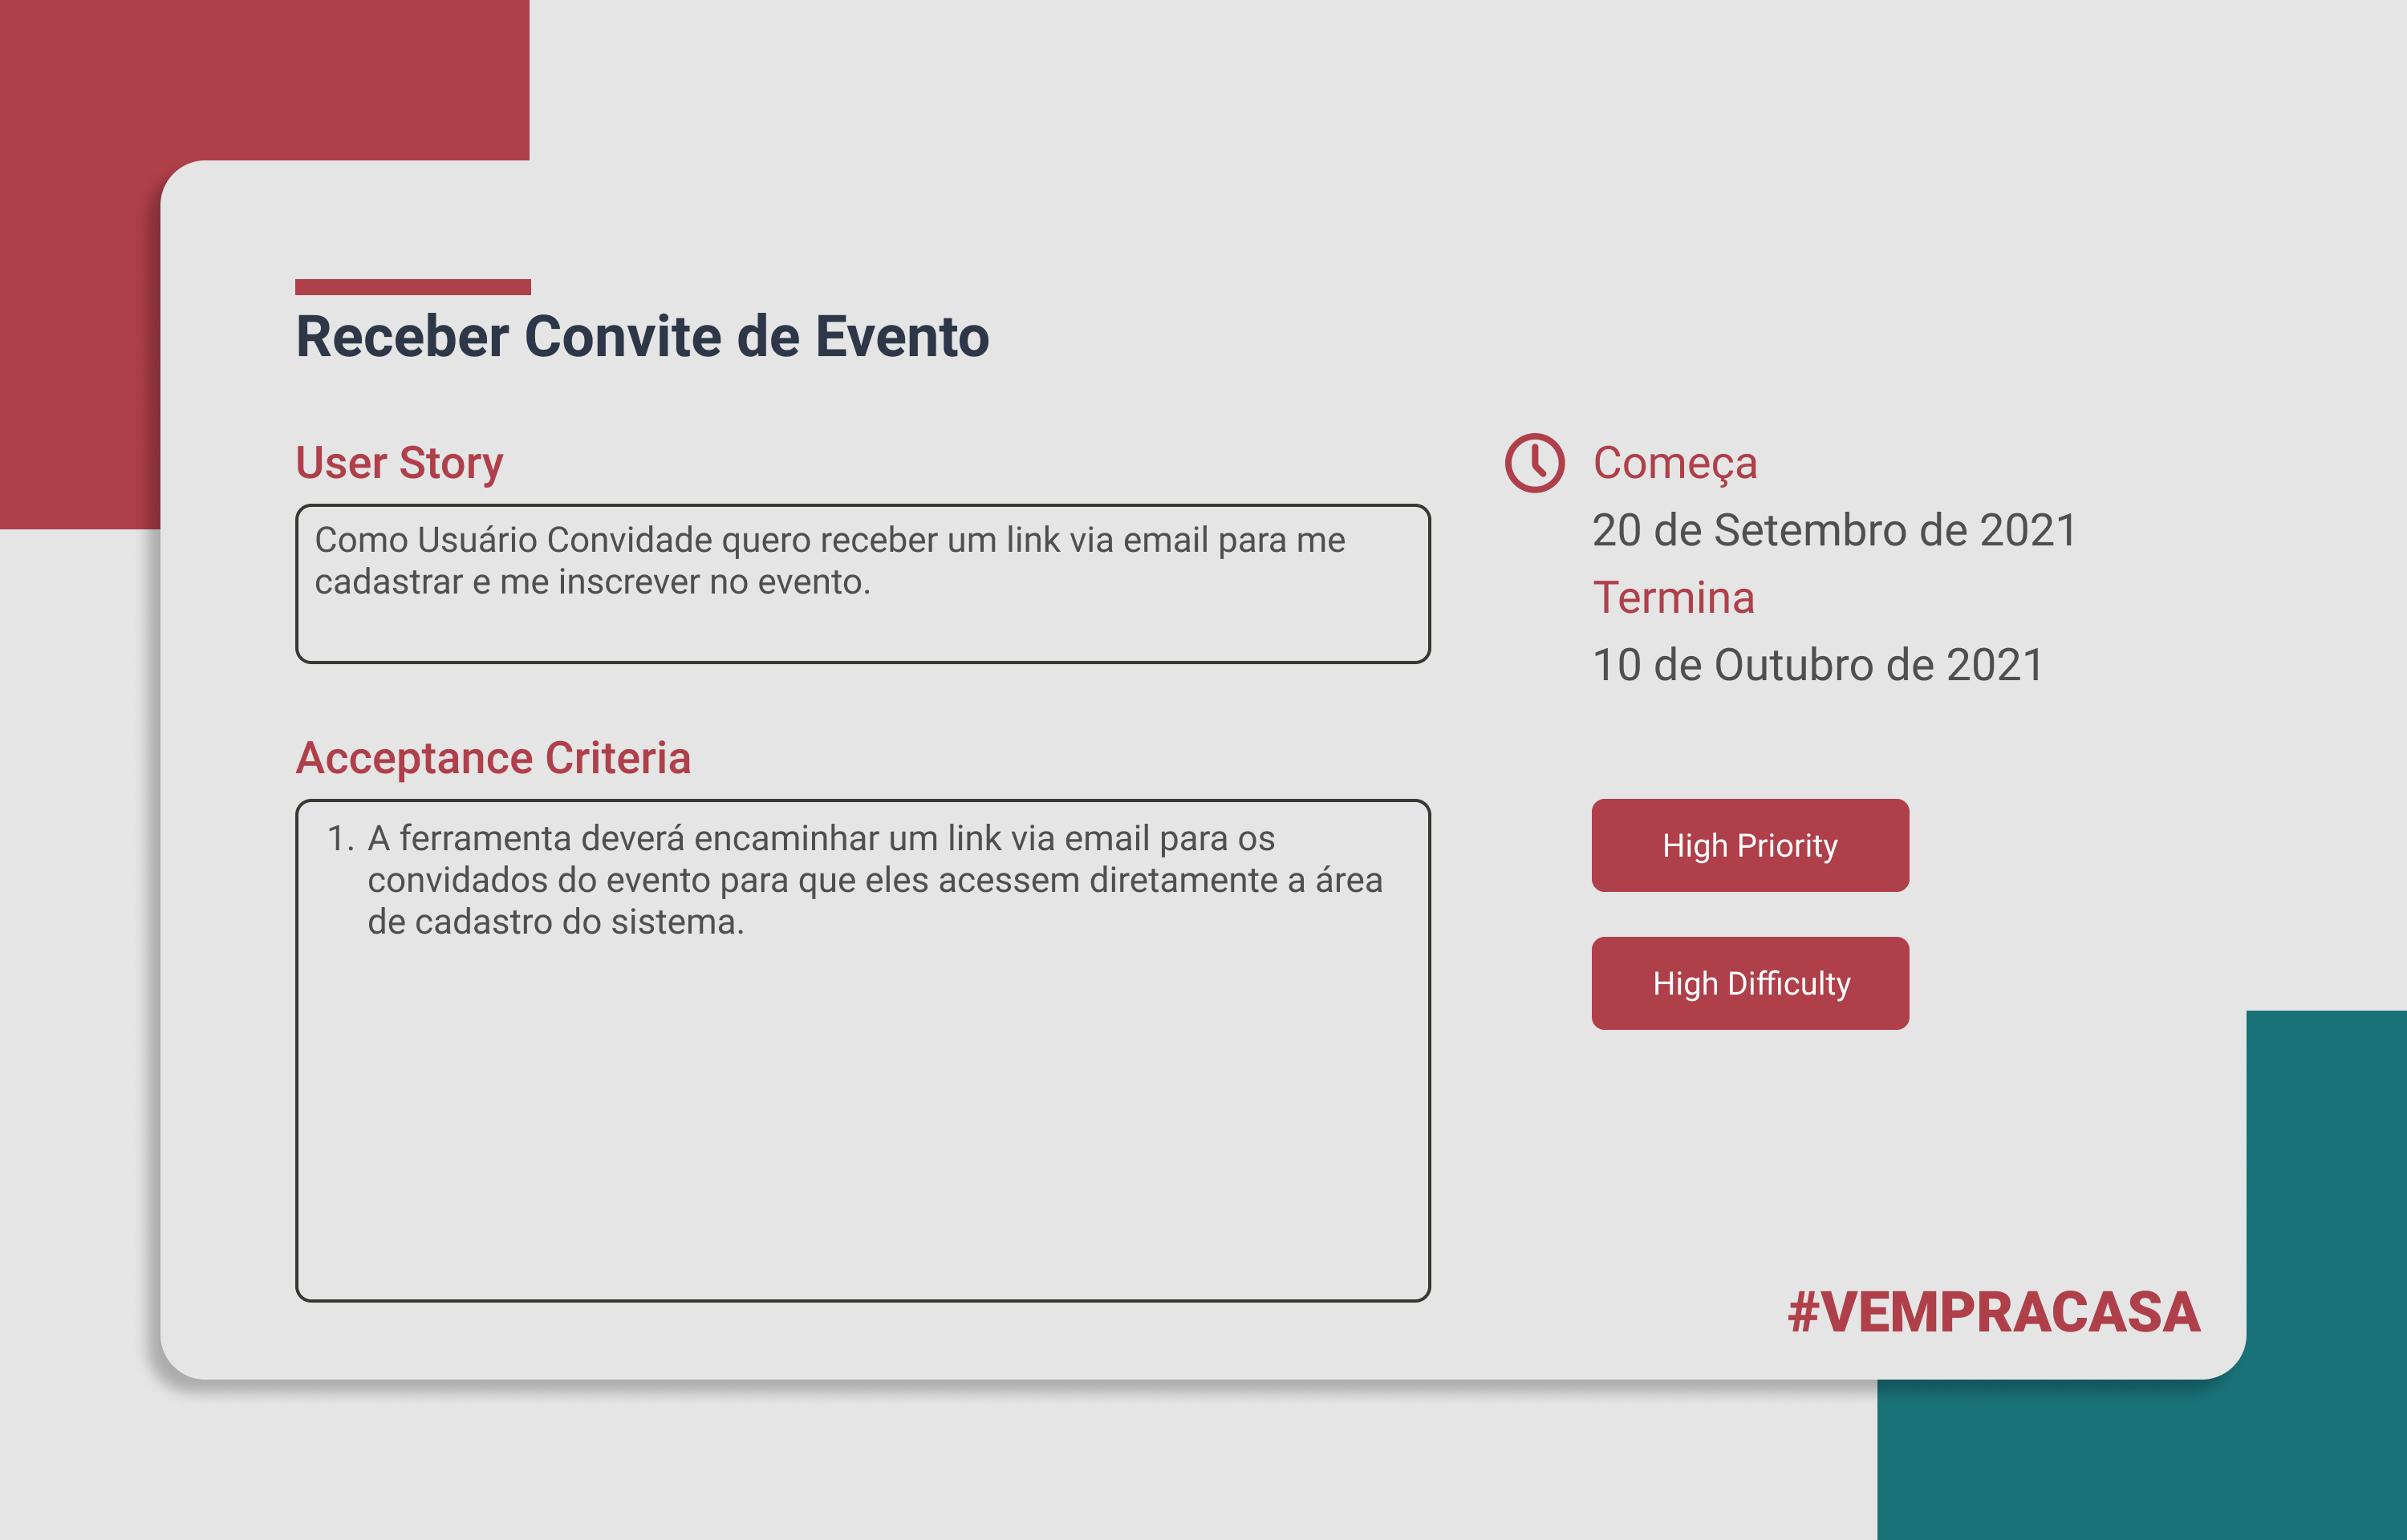 Receber Convite de Evento
User Story
Como Usuário Convidade quero receber um link via email para me
cadastrar e me inscrever no evento.
Acceptance Criteria
1. A ferramenta deverá encaminhar um link via email para os
convidados do evento para que eles acessem diretamente a área
de cadastro do sistema.
Começa
20 de Setembro de 2021
Termina
10 de Outubro de 2021
High Priority
High Difficulty
#VEMPRACASA